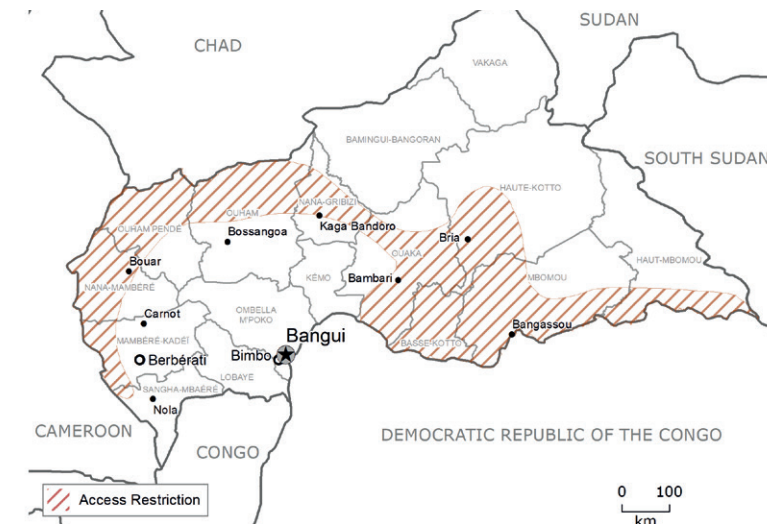 SUDAN
CHAD
VAKAGA
BAMINGUI-BANGORAN
SOUTH SUDAN
HAUTE-KOTTO
NANA-GRIBIZI
OUHAM
Kaga Bandoro
OUHAM PENDÉ
Bossangoa
Bria
OUAKA
Bouar
HAUT-MBOMOU
KÉMO
Bambari
MBOMOU
NANA-MAMBÉRÉ
OMBELLA
M'POKO
Carnot
Bangui
Bangassou
MAMBÉRÉ-KADÉÏ
BASSE-KOTTO
Berbérati
Bimbo
LOBAYE
SANGHA-MBAÉRÉ
Nola
CAMEROON
CONGO
DEMOCRATIC REPUBLIC OF THE CONGO
Access Restriction
0 100
km